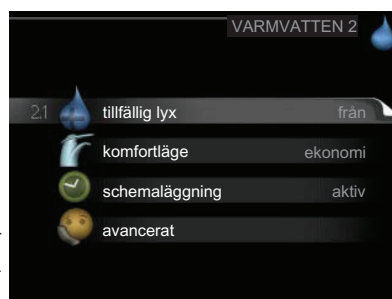 VARMVATTEN 2
2.1 tillfällig lyx från
komfortläge ekonomi
schemaläggning aktiv
avancerat